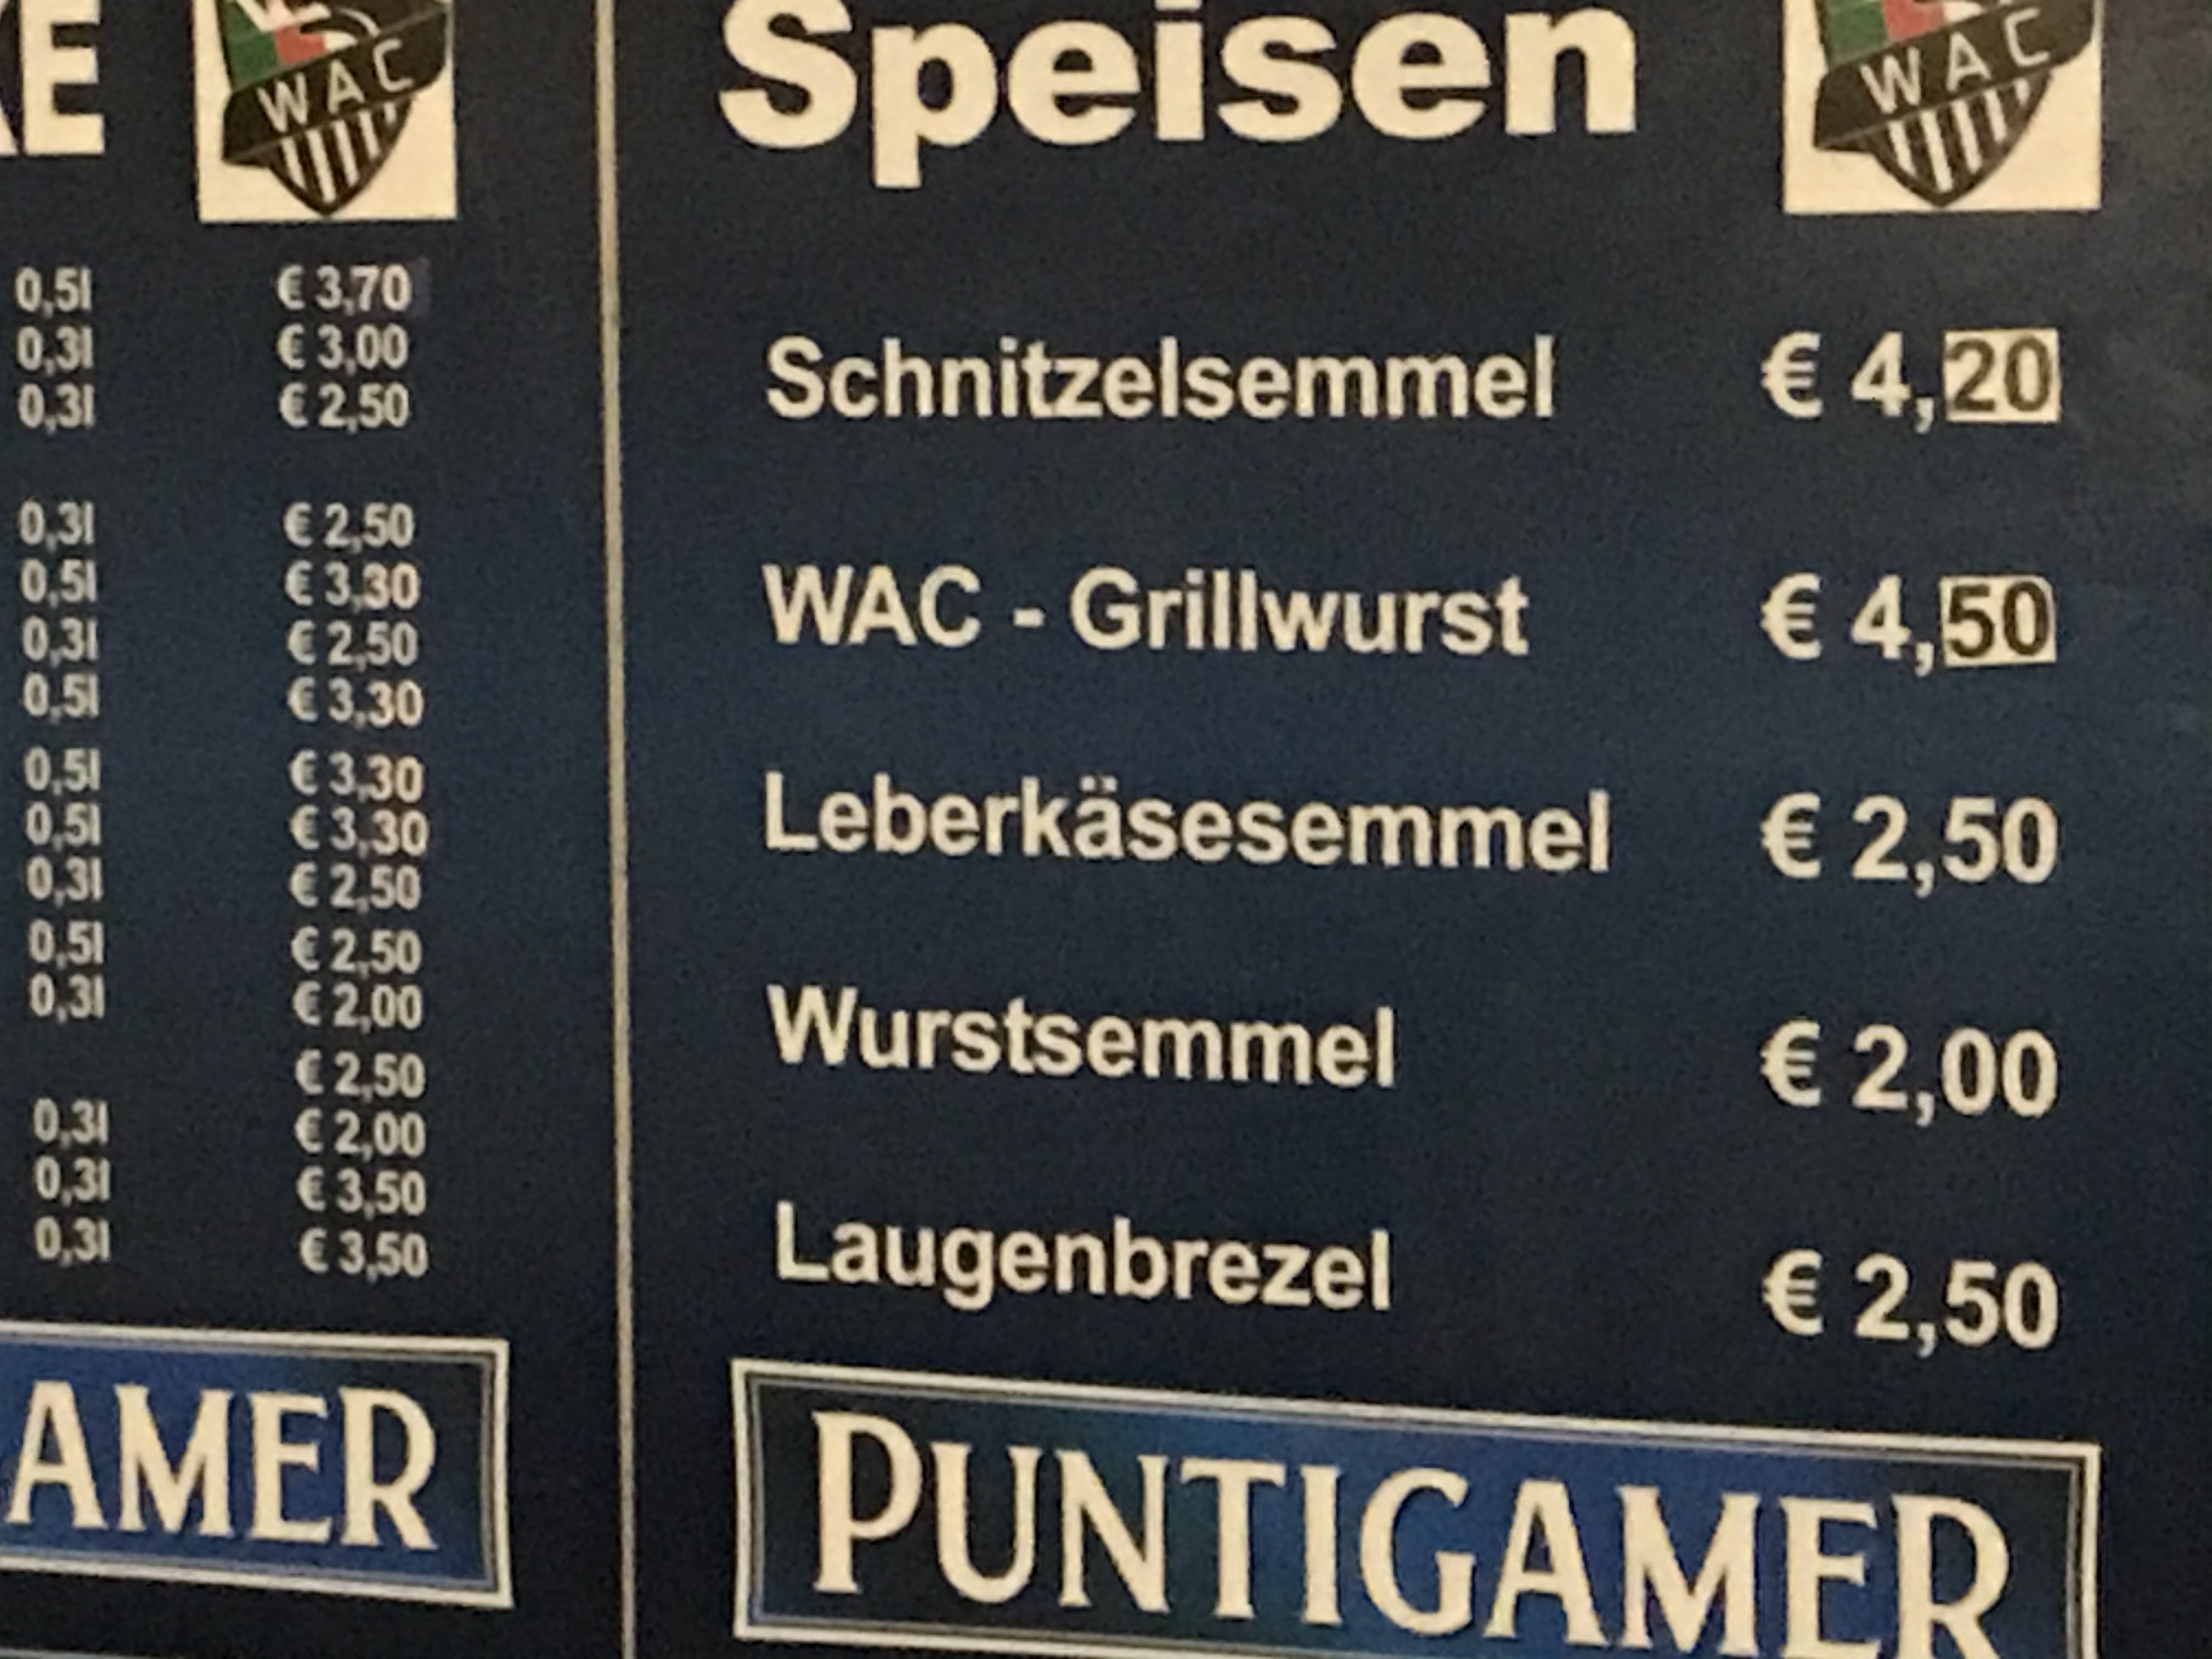 KE
WAC
0,5l € 3,70
0,3l € 3,00
0,3l € 2,50
0,3l € 2,50
0,5l € 3,30
0,3l € 2,50
0,5l € 3,30
0,5l € 3,30
0,5l € 3,30
0,3l € 2,50
0,5l € 2,50
0,3l € 2,00
€ 2,50
0,3l € 2,00
0,3l € 3,50
0,3l € 3,50
AMER
Speisen
WAC
Schnitzelsemmel € 4,20
WAC - Grillwurst € 4,50
Leberkäsesemmel € 2,50
Wurstsemmel € 2,00
Laugenbrezel € 2,50
PUNTIGAMER